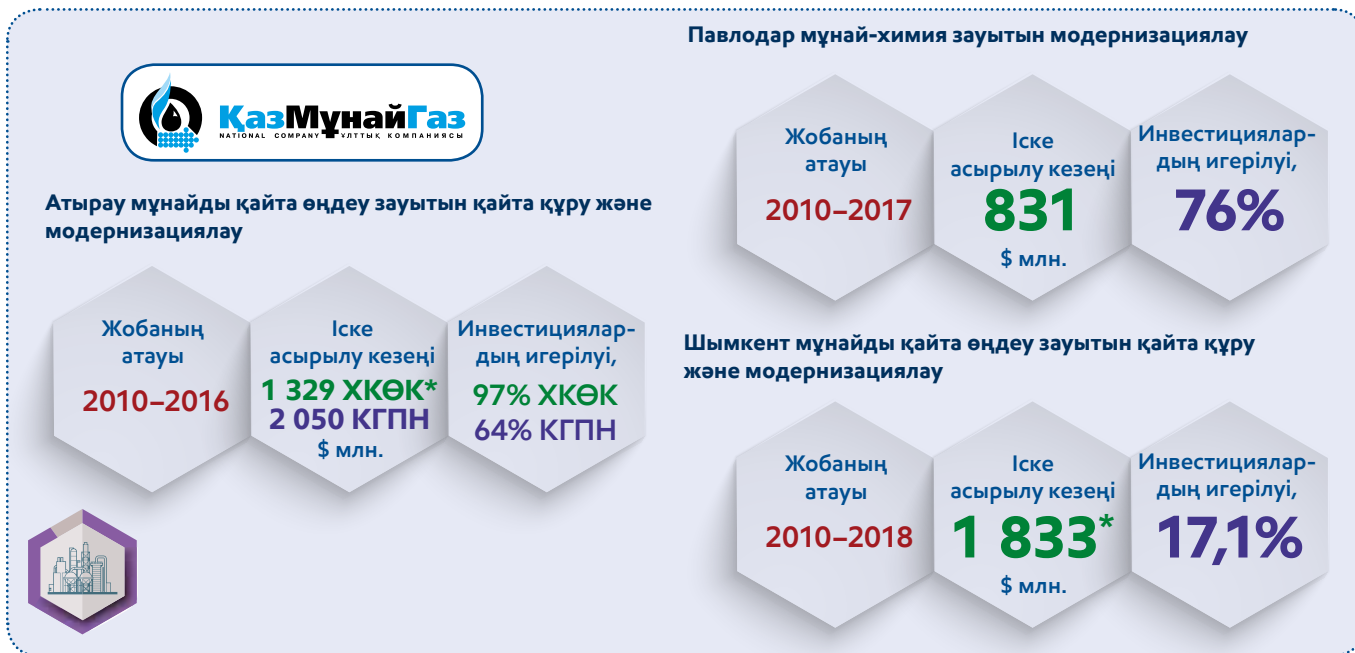 ҚазМұнайГаз
NATIONAL COMPANY ҰЛТТЫҚ КОМПАНИЯСЫ
Атырау мұнайды қайта өңдеу зауытын қайта құру және
модернизациялау
Жобаның
атауы
2010–2016
Іске
асырылу кезеңі
1 329 ХКӨК*
2 050 КГПН
$ млн.
Инвестициялар-
дың игерілуі,
97% ХКӨК
64% КГПН
Павлодар мұнай-химия зауытын модернизациялау
Жобаның
атауы
2010–2017
Іске
асырылу кезеңі
831
$ млн.
Инвестициялар-
дың игерілуі,
76%
Шымкент мұнайды қайта өңдеу зауытын қайта құру
және модернизациялау
Жобаның
атауы
2010–2018
Іске
асырылу кезеңі
1 833*
$ млн.
Инвестициялар-
дың игерілуі,
17,1%